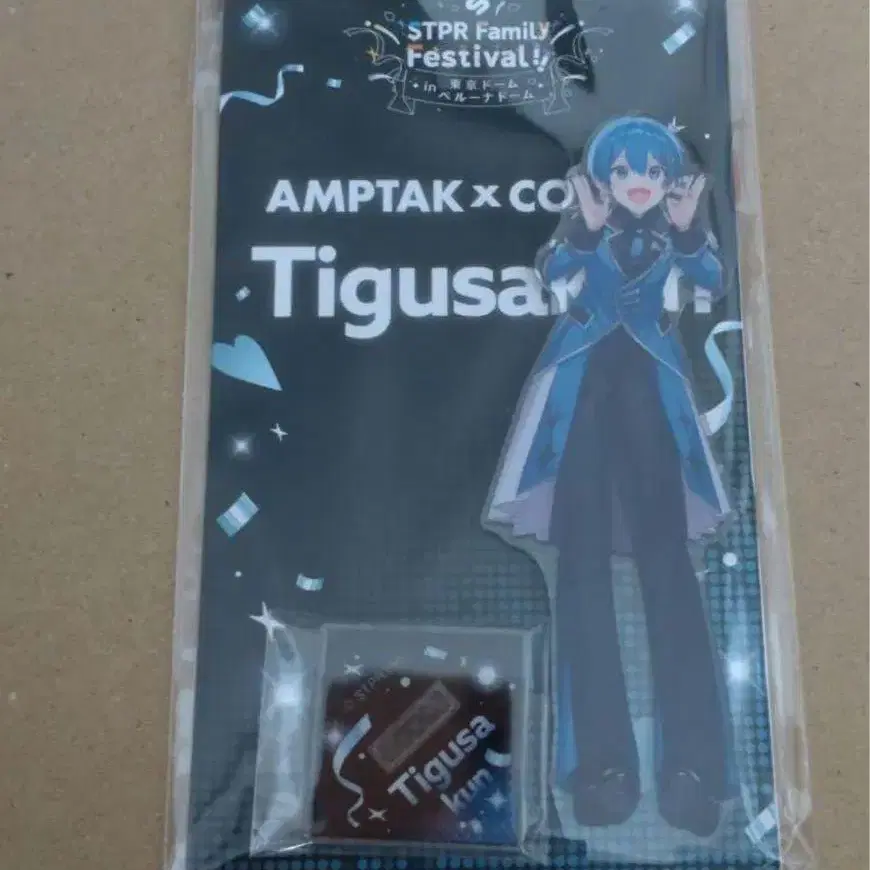 STPR Family
Festival!!
in 東京ドーム
ベルーナドーム
AMPTAK x CO
Tigusa
© STPR
Tigusa
kun